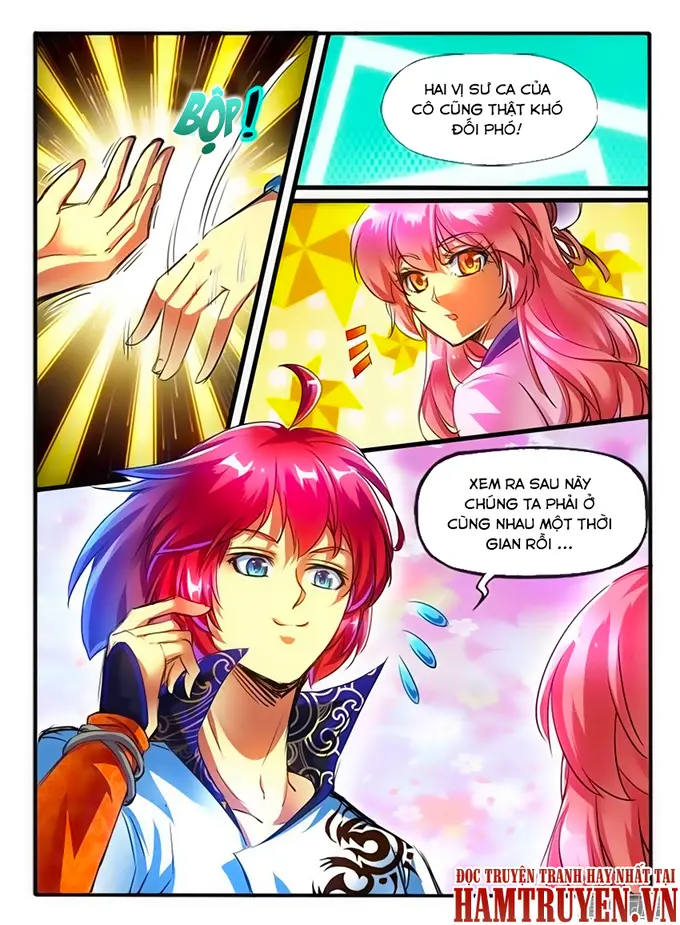 BỘP!
HAI VỊ SƯ CA CỦA
CÔ CŨNG THẬT KHÓ
ĐỐI PHÓ!
XEM RA SAU NÀY
CHÚNG TA PHẢI Ở
CÙNG NHAU MỘT THỜI
GIAN RỒI ...
ĐỌC TRUYỆN TRANH HAY NHẤT TẠI
HAMTRUYEN.VN